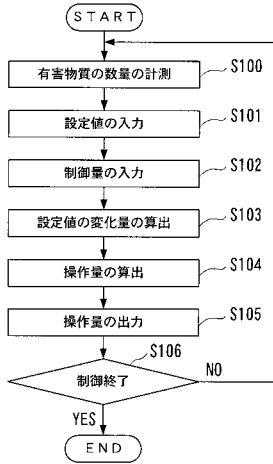 START
有害物質の数量の計測
S100
設定値の入力
S101
制御量の入力
S102
設定値の変化量の算出
S103
操作量の算出
S104
操作量の出力
S105
S106
制御終了
NO
YES
END